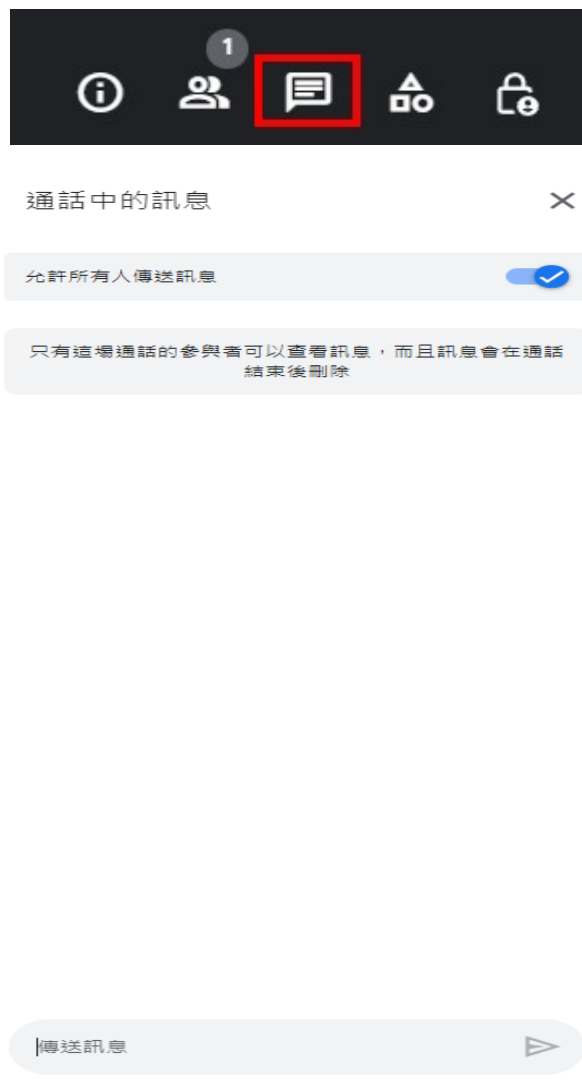 1
通話中的訊息
允許所有人傳送訊息
只有這場通話的參與者可以查看訊息，而且訊息會在通話
結束後刪除
傳送訊息